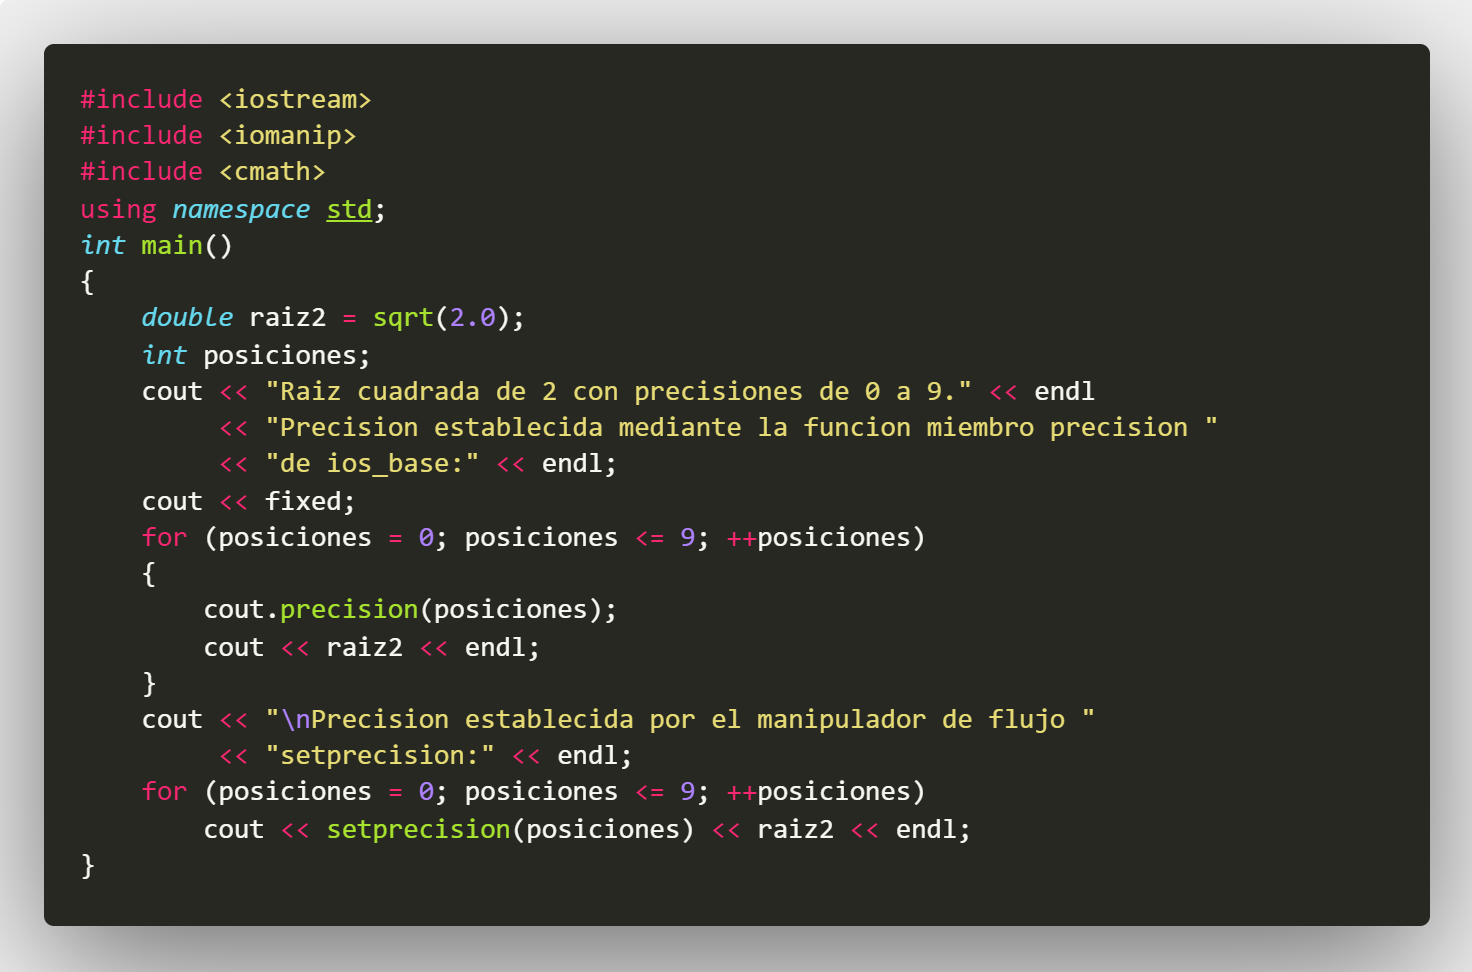 #include <iostream>
#include <iomanip>
#include <cmath>
using namespace std;
int main()
{
    double raiz2 = sqrt(2.0);
    int posiciones;
    cout << "Raiz cuadrada de 2 con precisiones de 0 a 9." << endl
         << "Precision establecida mediante la funcion miembro precision "
         << "de ios_base:" << endl;
    cout << fixed;
    for (posiciones = 0; posiciones <= 9; ++posiciones)
    {
        cout.precision(posiciones);
        cout << raiz2 << endl;
    }
    cout << "\nPrecision establecida por el manipulador de flujo "
         << "setprecision:" << endl;
    for (posiciones = 0; posiciones <= 9; ++posiciones)
        cout << setprecision(posiciones) << raiz2 << endl;
}